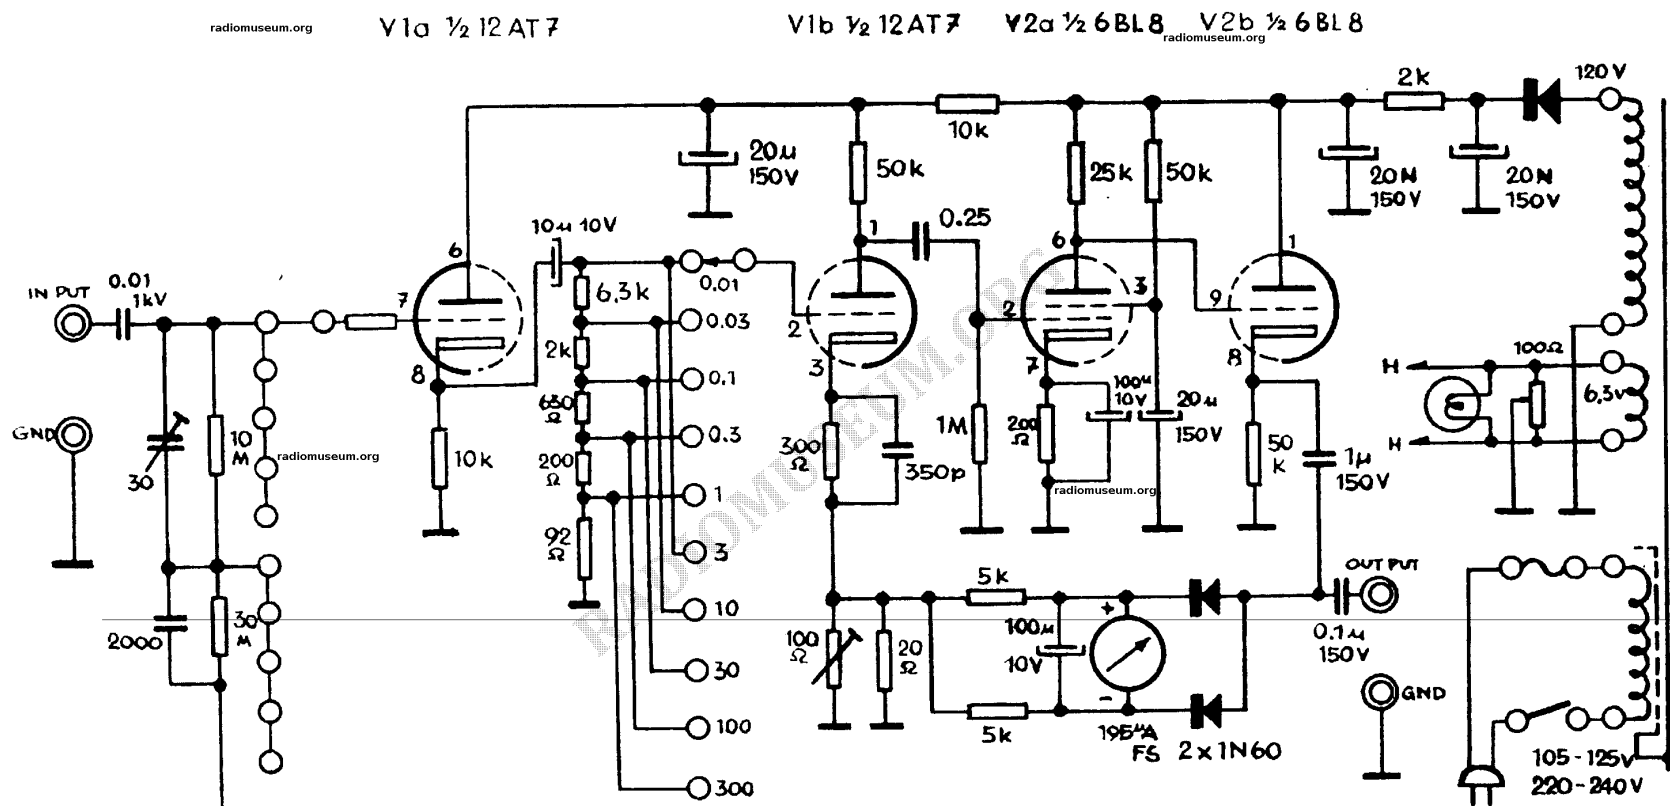 radiomuseum.org
V1a ½ 12AT7
V1b ½ 12AT7
V2a ½ 6BL8
V2b ½ 6BL8
radiomuseum.org
120V
2k
10k
20µ
150V
50k
25k
50k
20N
150V
20N
150V
10µ 10V
1
0.25
6
6
1
IN PUT
0.01
1kV
7
8
6,3k
0.01
2
3
2
3
7
9
8
0.03
2k
0.1
630
Ω
0.3
200
Ω
1
92
Ω
3
10
30
100
300
100Ω
H
6,3V
H
GND
30
10
M
radiomuseum.org
10k
300
Ω
350p
1M
200
Ω
100µ
10V
20µ
150V
radiomuseum.org
50
K
1µ
150V
RADIOMUSEUM.ORG
2000
30
M
100
Ω
20
Ω
5k
+
100µ
10V
-
5k
195µA
FS
2x1N60
OUT PUT
0.1µ
150V
GND
105-125V
220-240V